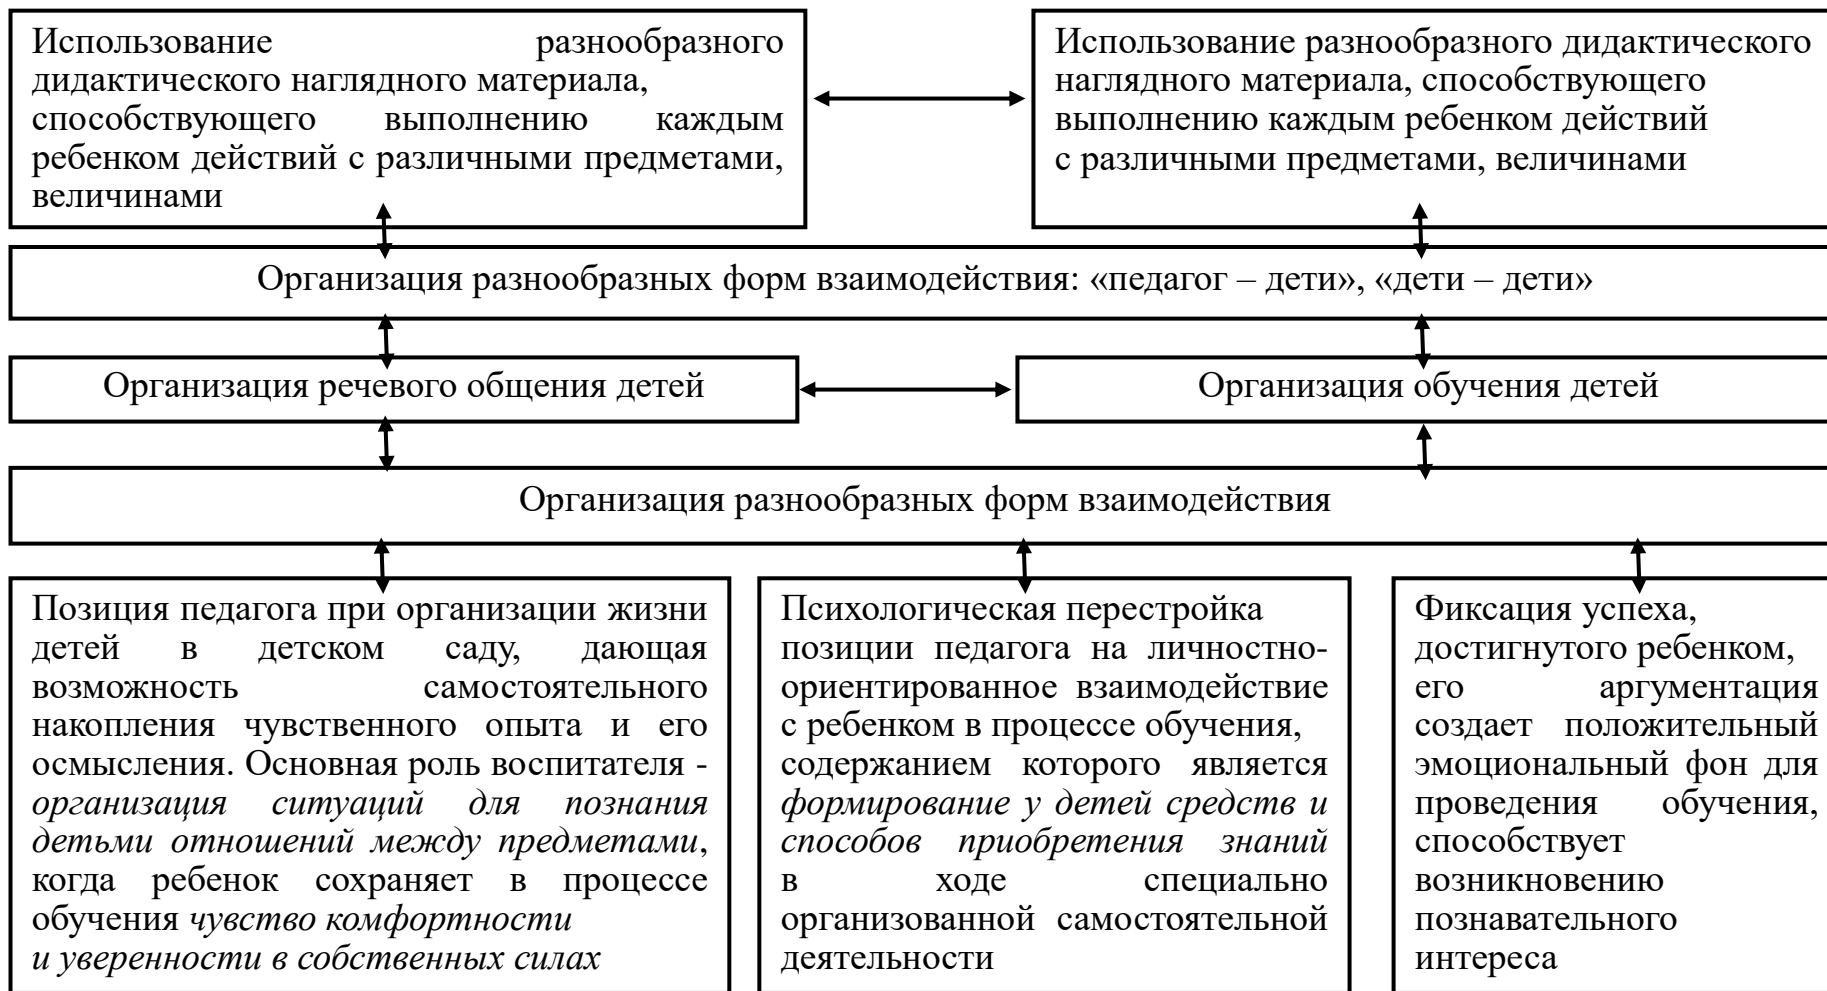 Использование разнообразного
дидактического наглядного материала,
способствующего выполнению каждым
ребенком действий с различными предметами,
величинами
Использование разнообразного дидактического
наглядного материала, способствующего
выполнению каждым ребенком действий
с различными предметами, величинами
Организация разнообразных форм взаимодействия: «педагог – дети», «дети – дети»
Организация речевого общения детей
Организация обучения детей
Организация разнообразных форм взаимодействия
Позиция педагога при организации жизни
детей в детском саду, дающая
возможность самостоятельного
накопления чувственного опыта и его
осмысления. Основная роль воспитателя -
организация ситуаций для познания
детьми отношений между предметами,
когда ребенок сохраняет в процессе
обучения чувство комфортности
и уверенности в собственных силах
Психологическая перестройка
позиции педагога на личностно-
ориентированное взаимодействие
с ребенком в процессе обучения,
содержанием которого является
формирование у детей средств и
способов приобретения знаний
в ходе специально
организованной самостоятельной
деятельности
Фиксация успеха,
достигнутого ребенком,
его аргументация
создает положительный
эмоциональный фон для
проведения обучения,
способствует
возникновению
познавательного
интереса